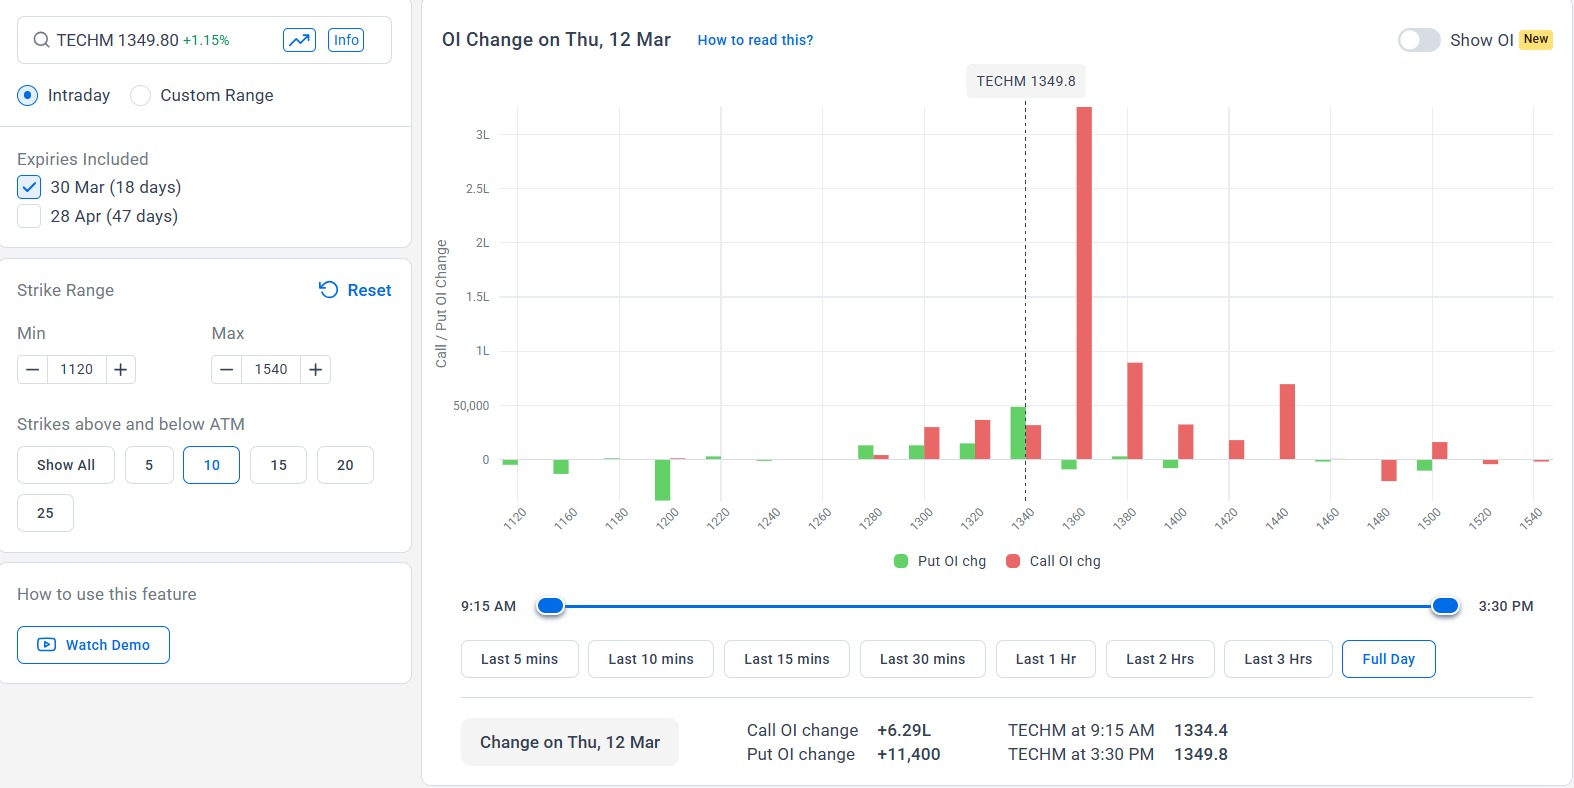 TECHM 1349.80 +1.15%
Info
Intraday
Custom Range
Expiries Included
30 Mar (18 days)
28 Apr (47 days)
Strike Range
Reset
Min
Max
1120
1540
Strikes above and below ATM
Show All
5
10
15
20
25
How to use this feature
Watch Demo
OI Change on Thu, 12 Mar
How to read this?
Show OI
New
TECHM 1349.8
Call / Put OI Change
3L
2.5L
2L
1.5L
1L
50,000
0
1120
1160
1180
1200
1220
1240
1260
1280
1300
1320
1340
1360
1380
1400
1420
1440
1460
1480
1500
1520
1540
Put OI chg
Call OI chg
9:15 AM
3:30 PM
Last 5 mins
Last 10 mins
Last 15 mins
Last 30 mins
Last 1 Hr
Last 2 Hrs
Last 3 Hrs
Full Day
Change on Thu, 12 Mar
Call OI change +6.29L
Put OI change +11,400
TECHM at 9:15 AM 1334.4
TECHM at 3:30 PM 1349.8